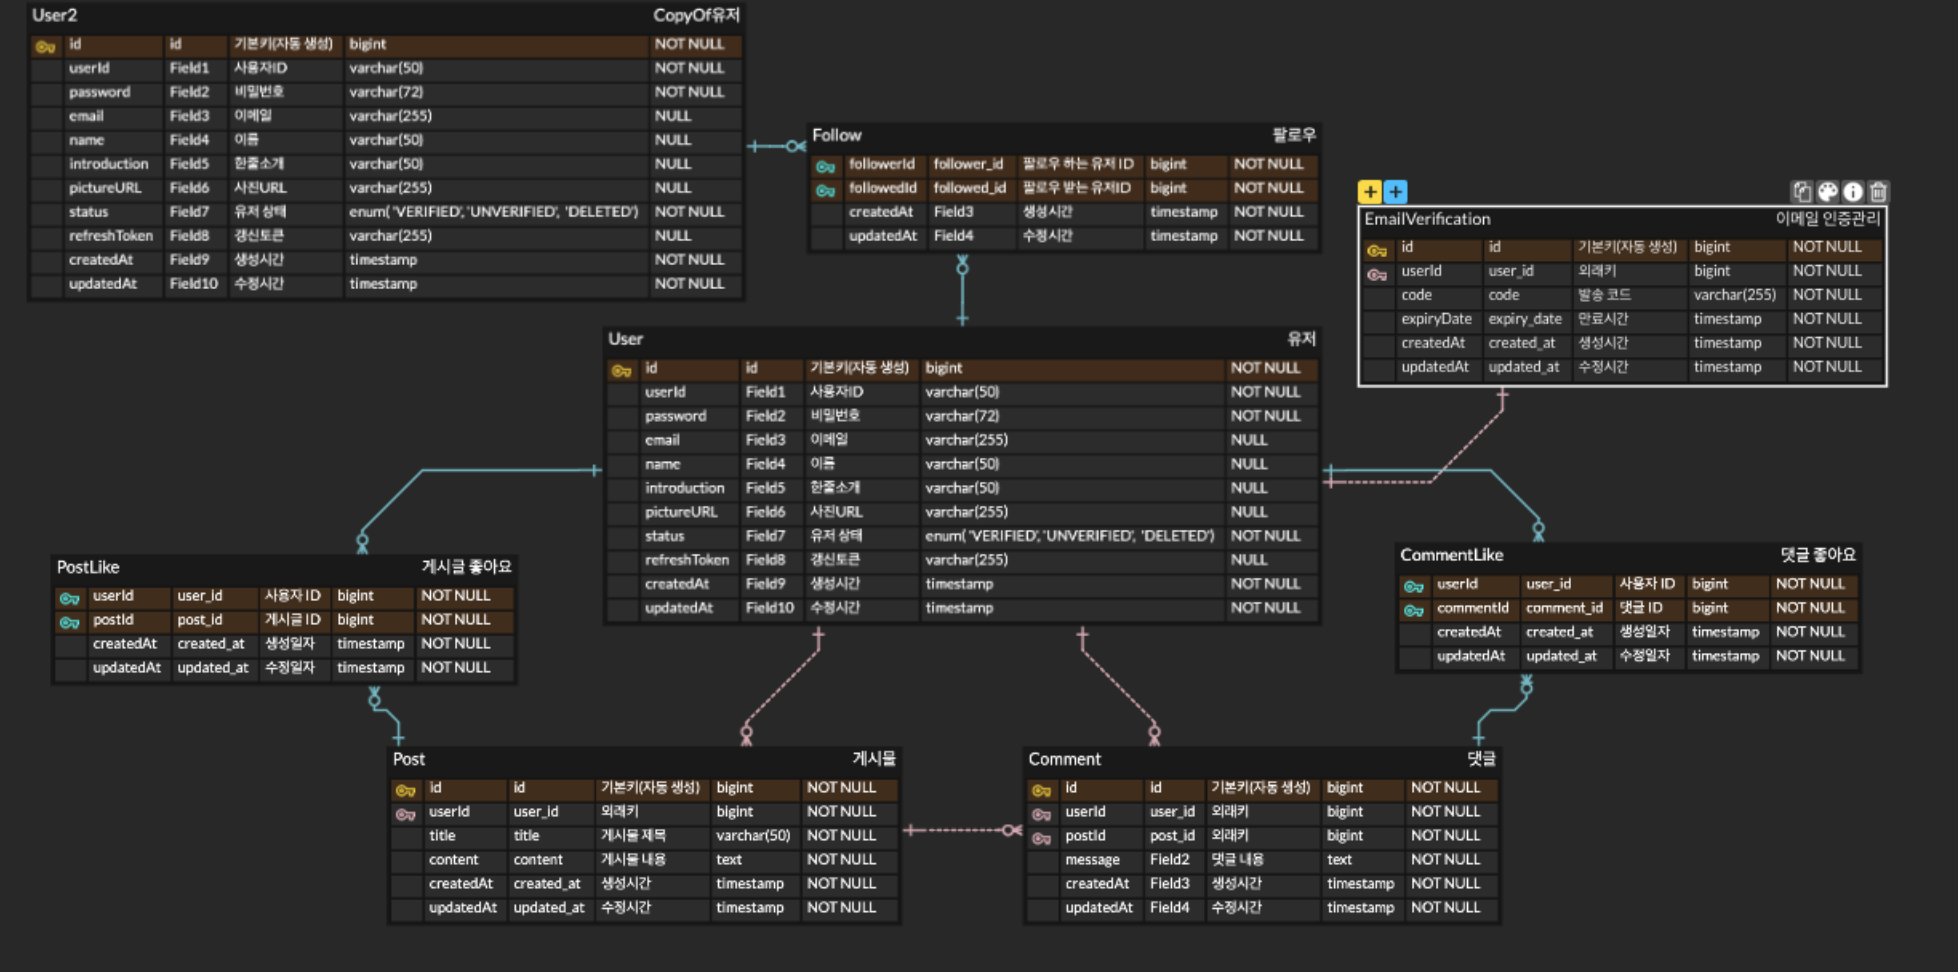 User2 CopyOf유저
id id 기본키(자동 생성) bigint NOT NULL
userId Field1 사용자ID varchar(50) NOT NULL
password Field2 비밀번호 varchar(72) NOT NULL
email Field3 이메일 varchar(255) NULL
name Field4 이름 varchar(50) NULL
introduction Field5 한줄소개 varchar(50) NULL
pictureURL Field6 사진URL varchar(255) NULL
status Field7 유저 상태 enum( 'VERIFIED', 'UNVERIFIED', 'DELETED') NOT NULL
refreshToken Field8 갱신토큰 varchar(255) NULL
createdAt Field9 생성시간 timestamp NOT NULL
updatedAt Field10 수정시간 timestamp NOT NULL
Follow 팔로우
followerId follower_id 팔로우 하는 유저 ID bigint NOT NULL
followedId followed_id 팔로우 받는 유저ID bigint NOT NULL
createdAt Field3 생성시간 timestamp NOT NULL
updatedAt Field4 수정시간 timestamp NOT NULL
EmailVerification 이메일 인증관리
id id 기본키(자동 생성) bigint NOT NULL
userId user_id 외래키 bigint NOT NULL
code code 발송 코드 varchar(255) NOT NULL
expiryDate expiry_date 만료시간 timestamp NOT NULL
createdAt created_at 생성시간 timestamp NOT NULL
updatedAt updated_at 수정시간 timestamp NOT NULL
User 유저
id id 기본키(자동 생성) bigint NOT NULL
userId Field1 사용자ID varchar(50) NOT NULL
password Field2 비밀번호 varchar(72) NOT NULL
email Field3 이메일 varchar(255) NULL
name Field4 이름 varchar(50) NULL
introduction Field5 한줄소개 varchar(50) NULL
pictureURL Field6 사진URL varchar(255) NULL
status Field7 유저 상태 enum( 'VERIFIED', 'UNVERIFIED', 'DELETED') NOT NULL
refreshToken Field8 갱신토큰 varchar(255) NULL
createdAt Field9 생성시간 timestamp NOT NULL
updatedAt Field10 수정시간 timestamp NOT NULL
PostLike 게시글 좋아요
userId user_id 사용자 ID bigint NOT NULL
postId post_id 게시글 ID bigint NOT NULL
createdAt created_at 생성일자 timestamp NOT NULL
updatedAt updated_at 수정일자 timestamp NOT NULL
CommentLike 댓글 좋아요
userId user_id 사용자 ID bigint NOT NULL
commentId comment_id 댓글 ID bigint NOT NULL
createdAt created_at 생성일자 timestamp NOT NULL
updatedAt updated_at 수정일자 timestamp NOT NULL
Post 게시물
id id 기본키(자동 생성) bigint NOT NULL
userId user_id 외래키 bigint NOT NULL
title title 게시물 제목 varchar(50) NOT NULL
content content 게시물 내용 text NOT NULL
createdAt created_at 생성시간 timestamp NOT NULL
updatedAt updated_at 수정시간 timestamp NOT NULL
Comment 댓글
id id 기본키(자동 생성) bigint NOT NULL
userId user_id 외래키 bigint NOT NULL
postId post_id 외래키 bigint NOT NULL
message Field2 댓글 내용 text NOT NULL
createdAt Field3 생성시간 timestamp NOT NULL
updatedAt Field4 수정시간 timestamp NOT NULL